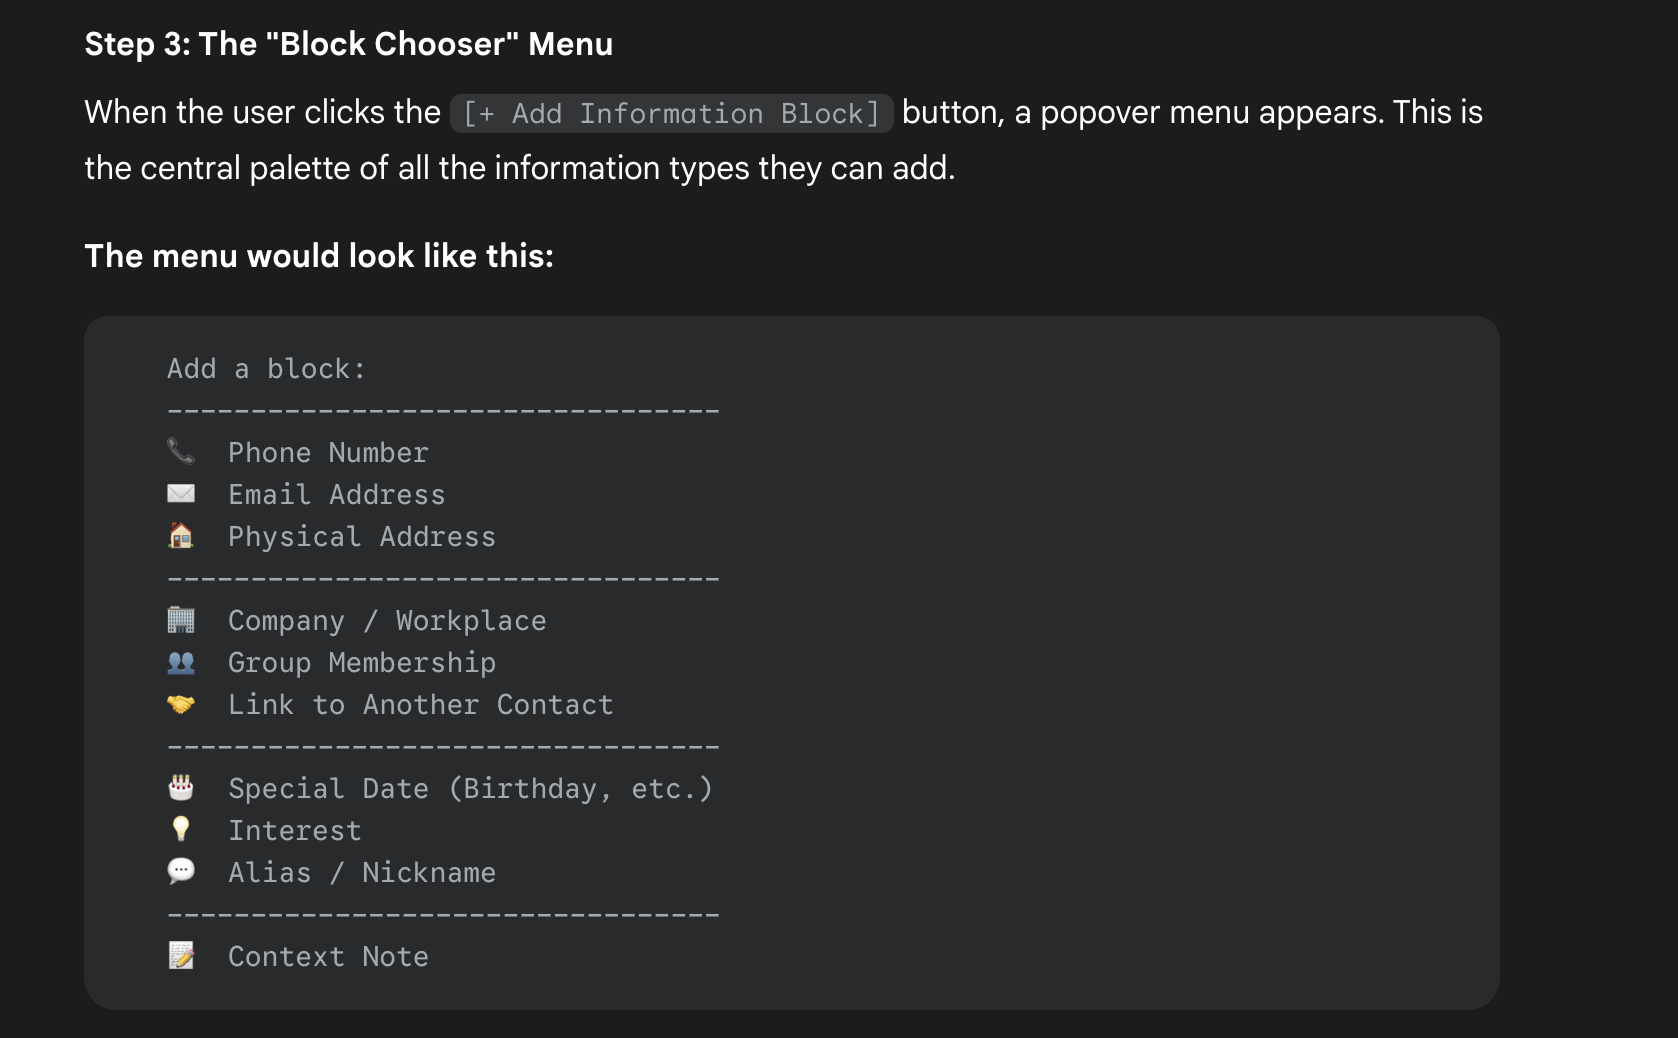 Step 3: The "Block Chooser" Menu
When the user clicks the [+ Add Information Block] button, a popover menu appears. This is
the central palette of all the information types they can add.
The menu would look like this:
Add a block:
---------------------------------
📞 Phone Number
✉️ Email Address
🏠 Physical Address
---------------------------------
🏢 Company / Workplace
👥 Group Membership
🤝 Link to Another Contact
---------------------------------
🎂 Special Date (Birthday, etc.)
💡 Interest
💬 Alias / Nickname
---------------------------------
📝 Context Note